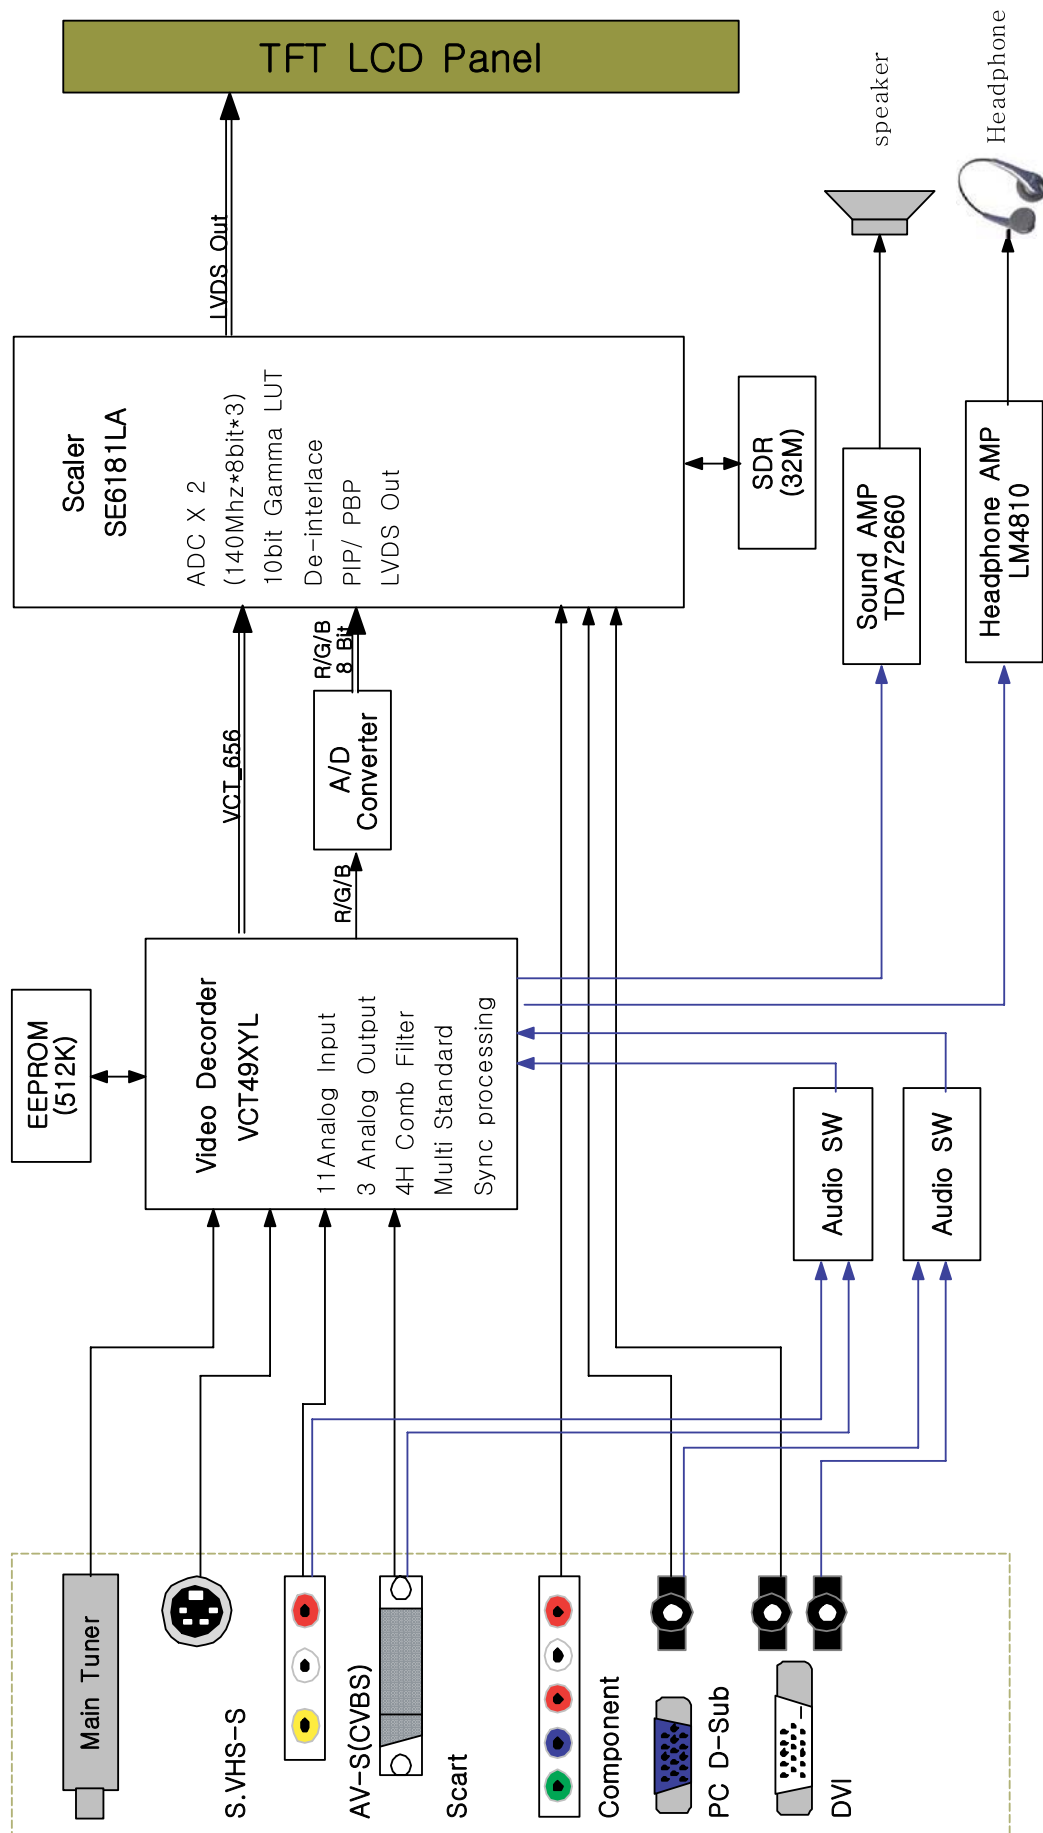 TFT LCD Panel
speaker
Headphone
LVDS Out
Scaler
SE6181LA
ADC X 2
(140Mhz*8bit*3)
10bit Gamma LUT
De-interlace
PIP/ PBP
LVDS Out
SDR
(32M)
Sound AMP
TDA72660
Headphone AMP
LM4810
VCT_656
R/G/B
8 Bit
A/D
Converter
R/G/B
EEPROM
(512K)
Video Decorder
VCT49XYL
11Analog Input
3 Analog Output
4H Comb Filter
Multi Standard
Sync processing
Audio SW
Audio SW
Main Tuner
S.VHS-S
AV-S(CVBS)
Scart
Component
PC D-Sub
DVI